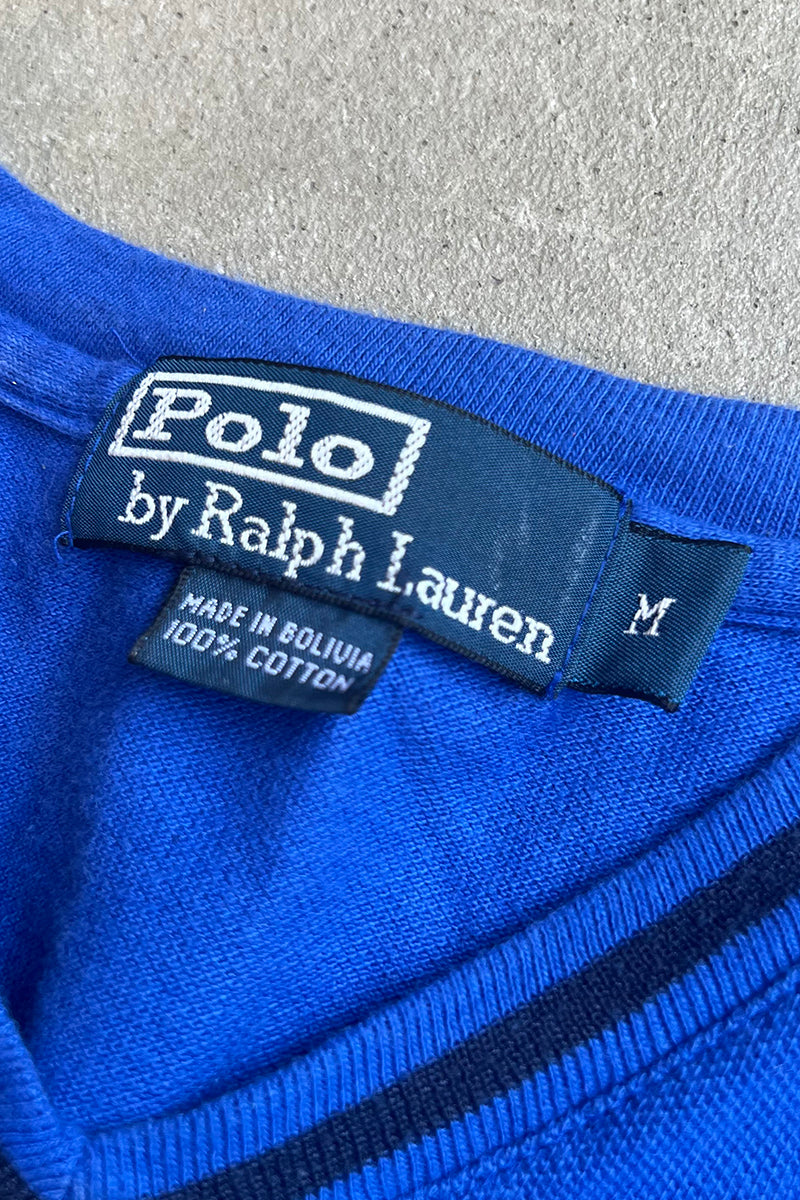 Polo
by Ralph Lauren
M
MADE IN BOLIVIA
100% COTTON